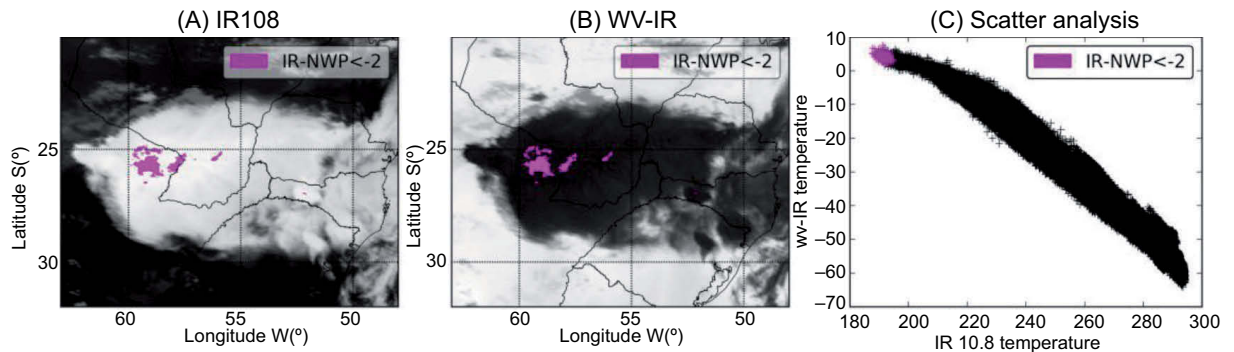 (A) IR108
IR-NWP<-2
Latitude S(º)
25
30
60
55
50
Longitude W(º)
(B) WV-IR
IR-NWP<-2
Latitude S(º)
25
30
60
55
50
Longitude W(º)
(C) Scatter analysis
IR-NWP<-2
wv-IR temperature
10
0
–10
–20
–30
–40
–50
–60
–70
180
200
220
240
260
280
300
IR 10.8 temperature